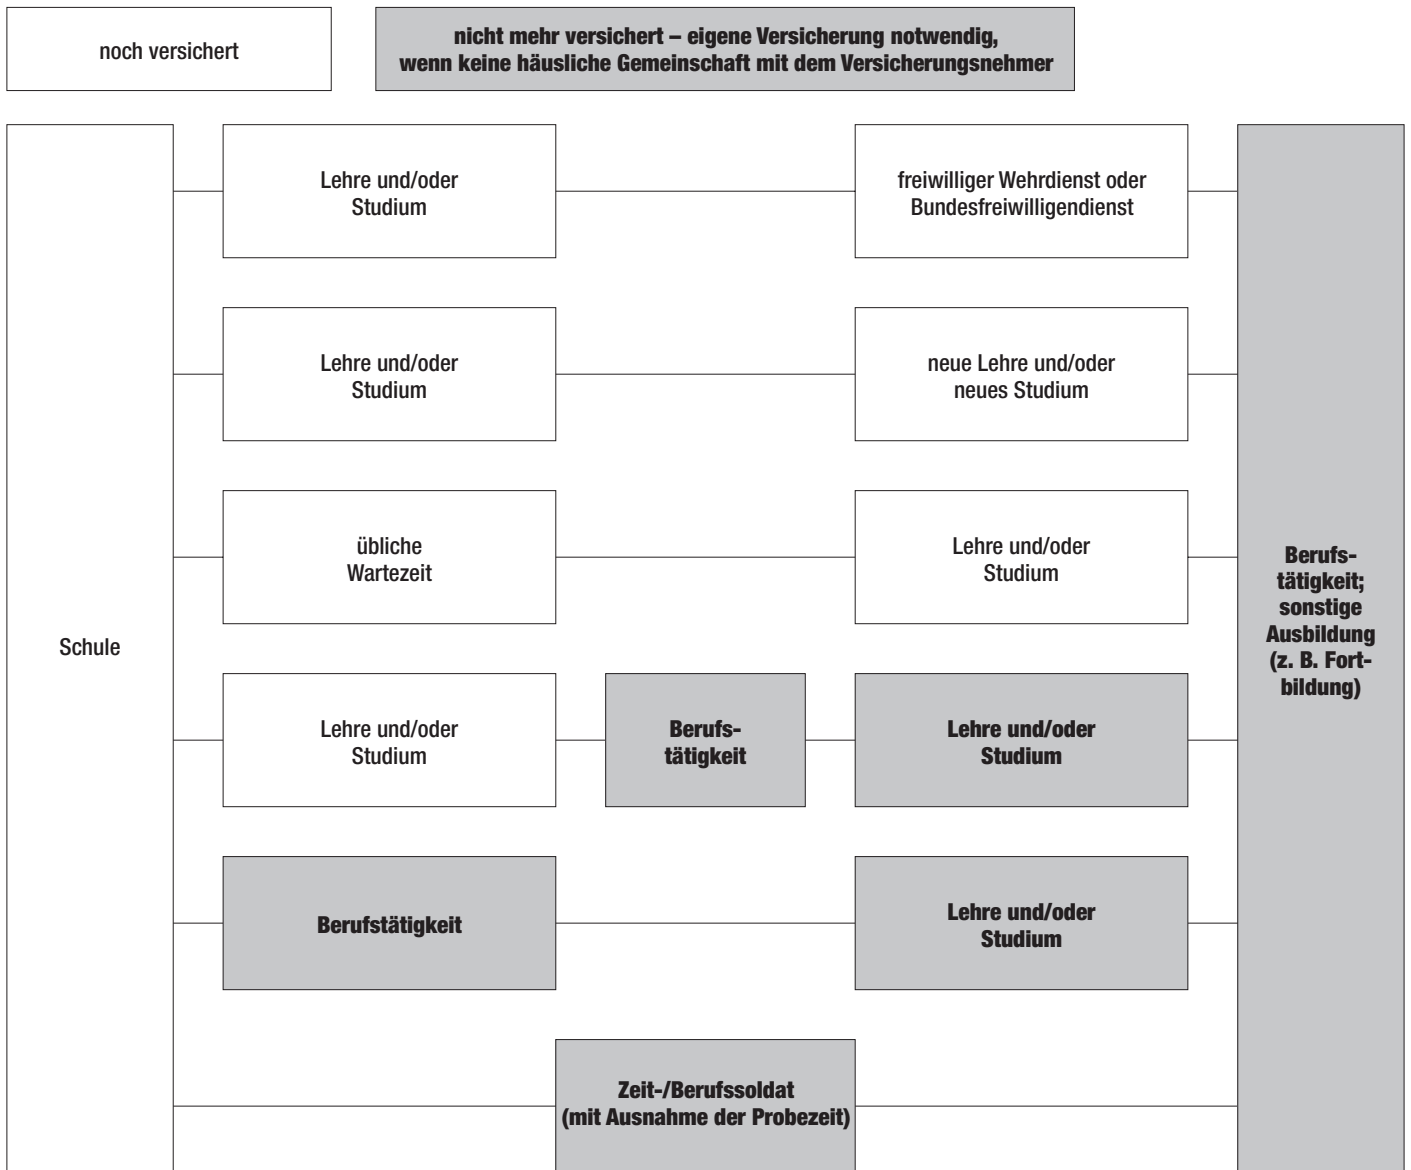 noch versichert
nicht mehr versichert – eigene Versicherung notwendig,
wenn keine häusliche Gemeinschaft mit dem Versicherungsnehmer
Schule
Lehre und/oder
Studium
freiwilliger Wehrdienst oder
Bundesfreiwilligendienst
Lehre und/oder
Studium
neue Lehre und/oder
neues Studium
übliche
Wartezeit
Lehre und/oder
Studium
Lehre und/oder
Studium
Berufs-
tätigkeit
Lehre und/oder
Studium
Berufstätigkeit
Lehre und/oder
Studium
Zeit-/Berufssoldat
(mit Ausnahme der Probezeit)
Berufs-
tätigkeit;
sonstige
Ausbildung
(z. B. Fort-
bildung)